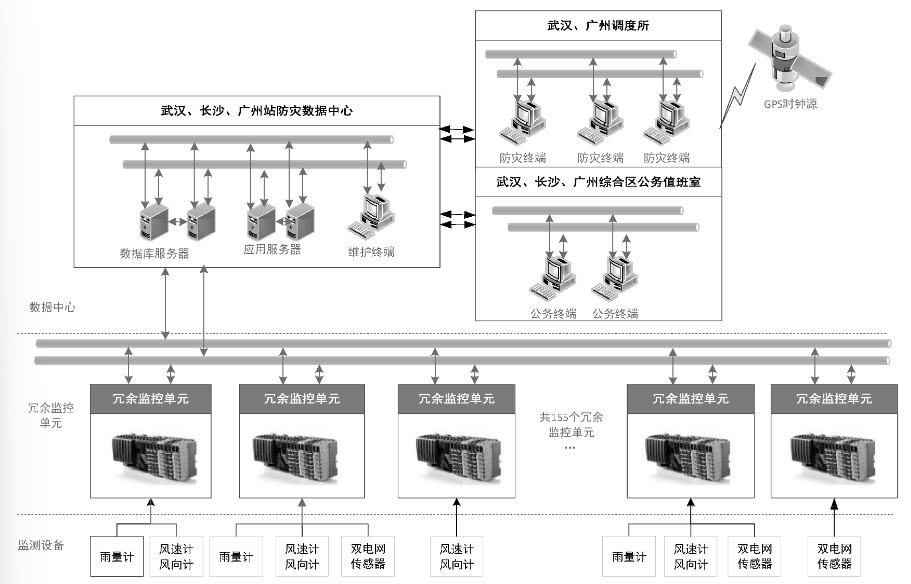 武汉、广州调度所
GPS时钟源
武汉、长沙、广州站防灾数据中心
防灾终端
防灾终端
防灾终端
武汉、长沙、广州综合区公务值班室
数据库服务器
应用服务器
维护终端
公务终端
公务终端
数据中心
冗余监控
单元
冗余监控单元
冗余监控单元
冗余监控单元
共155个冗余
监控单元
...
冗余监控单元
冗余监控单元
监测设备
雨量计
风速计
风向计
雨量计
风速计
风向计
双电网
传感器
风速计
风向计
雨量计
风速计
风向计
双电网
传感器
双电网
传感器